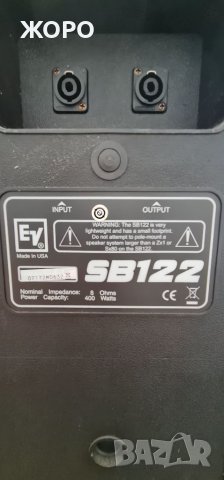 ЖОРО
INPUT
OUTPUT
WARNING: The SB122 is very
lightweight and has a small footprint.
Do not attempt to pole-mount a
speaker system larger than a Zx1 or
Sx80 on the SB122.
EV
Made in USA
SB122
Nominal Impedance: 8 Ohms
Power Capacity: 400 Watts
BAZAR